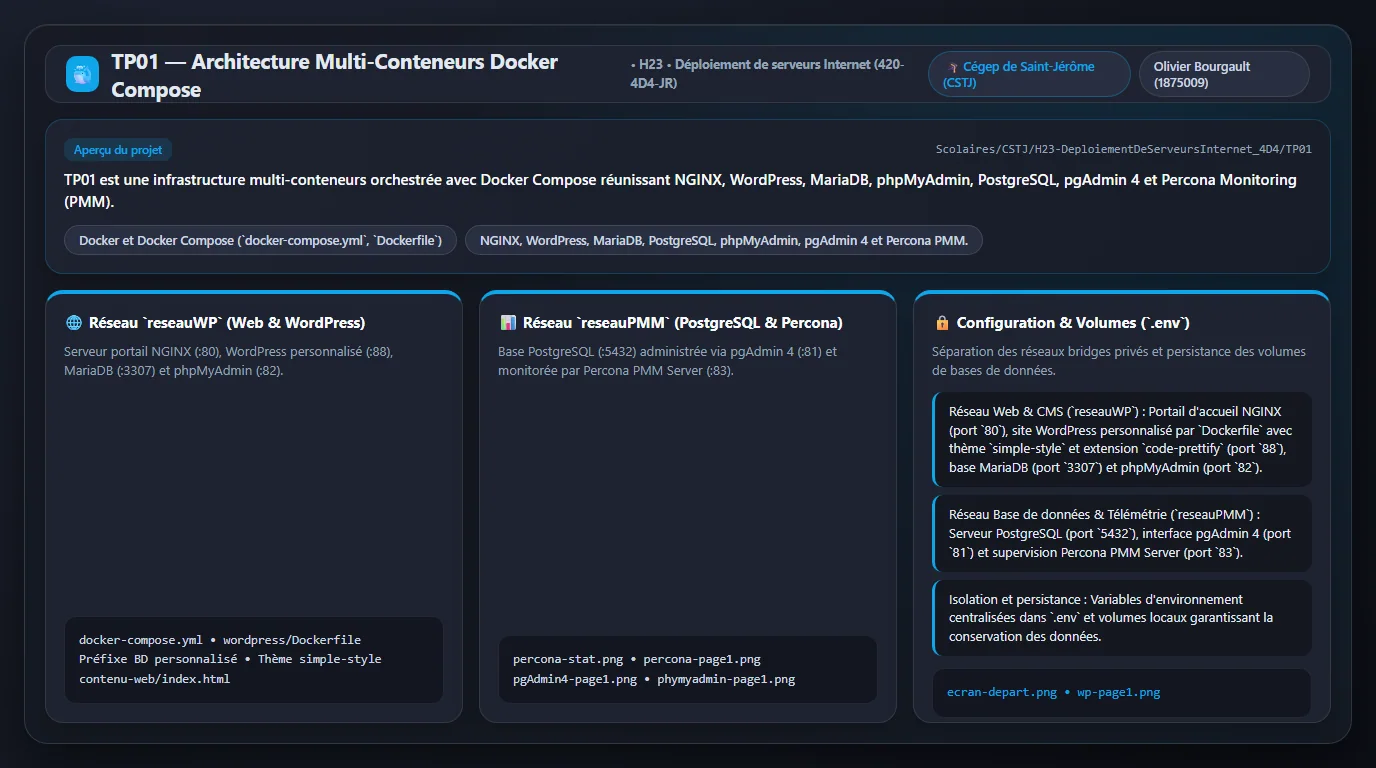 TP01 — Architecture Multi-Conteneurs Docker
Compose
• H23 • Déploiement de serveurs Internet (420-
4D4-JR)
Cégep de Saint-Jérôme
(CSTJ)
Olivier Bourgault
(1875009)
Aperçu du projet
Scolaires/CSTJ/H23-DeploiementDeServeursInternet_4D4/TP01
TP01 est une infrastructure multi-conteneurs orchestrée avec Docker Compose réunissant NGINX, WordPress, MariaDB, phpMyAdmin, PostgreSQL, pgAdmin 4 et Percona Monitoring
(PMM).
Docker et Docker Compose (`docker-compose.yml`, `Dockerfile`)
NGINX, WordPress, MariaDB, PostgreSQL, phpMyAdmin, pgAdmin 4 et Percona PMM.
Réseau `reseauWP` (Web & WordPress)
Serveur portail NGINX (:80), WordPress personnalisé (:88),
MariaDB (:3307) et phpMyAdmin (:82).
docker-compose.yml • wordpress/Dockerfile
Préfixe BD personnalisé • Thème simple-style
contenu-web/index.html
Réseau `reseauPMM` (PostgreSQL & Percona)
Base PostgreSQL (:5432) administrée via pgAdmin 4 (:81) et
monitorée par Percona PMM Server (:83).
percona-stat.png • percona-page1.png
pgAdmin4-page1.png • phymyadmin-page1.png
Configuration & Volumes (`.env`)
Séparation des réseaux bridges privés et persistance des volumes
de bases de données.
Réseau Web & CMS (`reseauWP`) : Portail d'accueil NGINX
(port `80`), site WordPress personnalisé par `Dockerfile` avec
thème `simple-style` et extension `code-prettify` (port `88`),
base MariaDB (port `3307`) et phpMyAdmin (port `82`).
Réseau Base de données & Télémétrie (`reseauPMM`) :
Serveur PostgreSQL (port `5432`), interface pgAdmin 4 (port
`81`) et supervision Percona PMM Server (port `83`).
Isolation et persistance : Variables d'environnement
centralisées dans `.env` et volumes locaux garantissant la
conservation des données.
ecran-depart.png • wp-page1.png